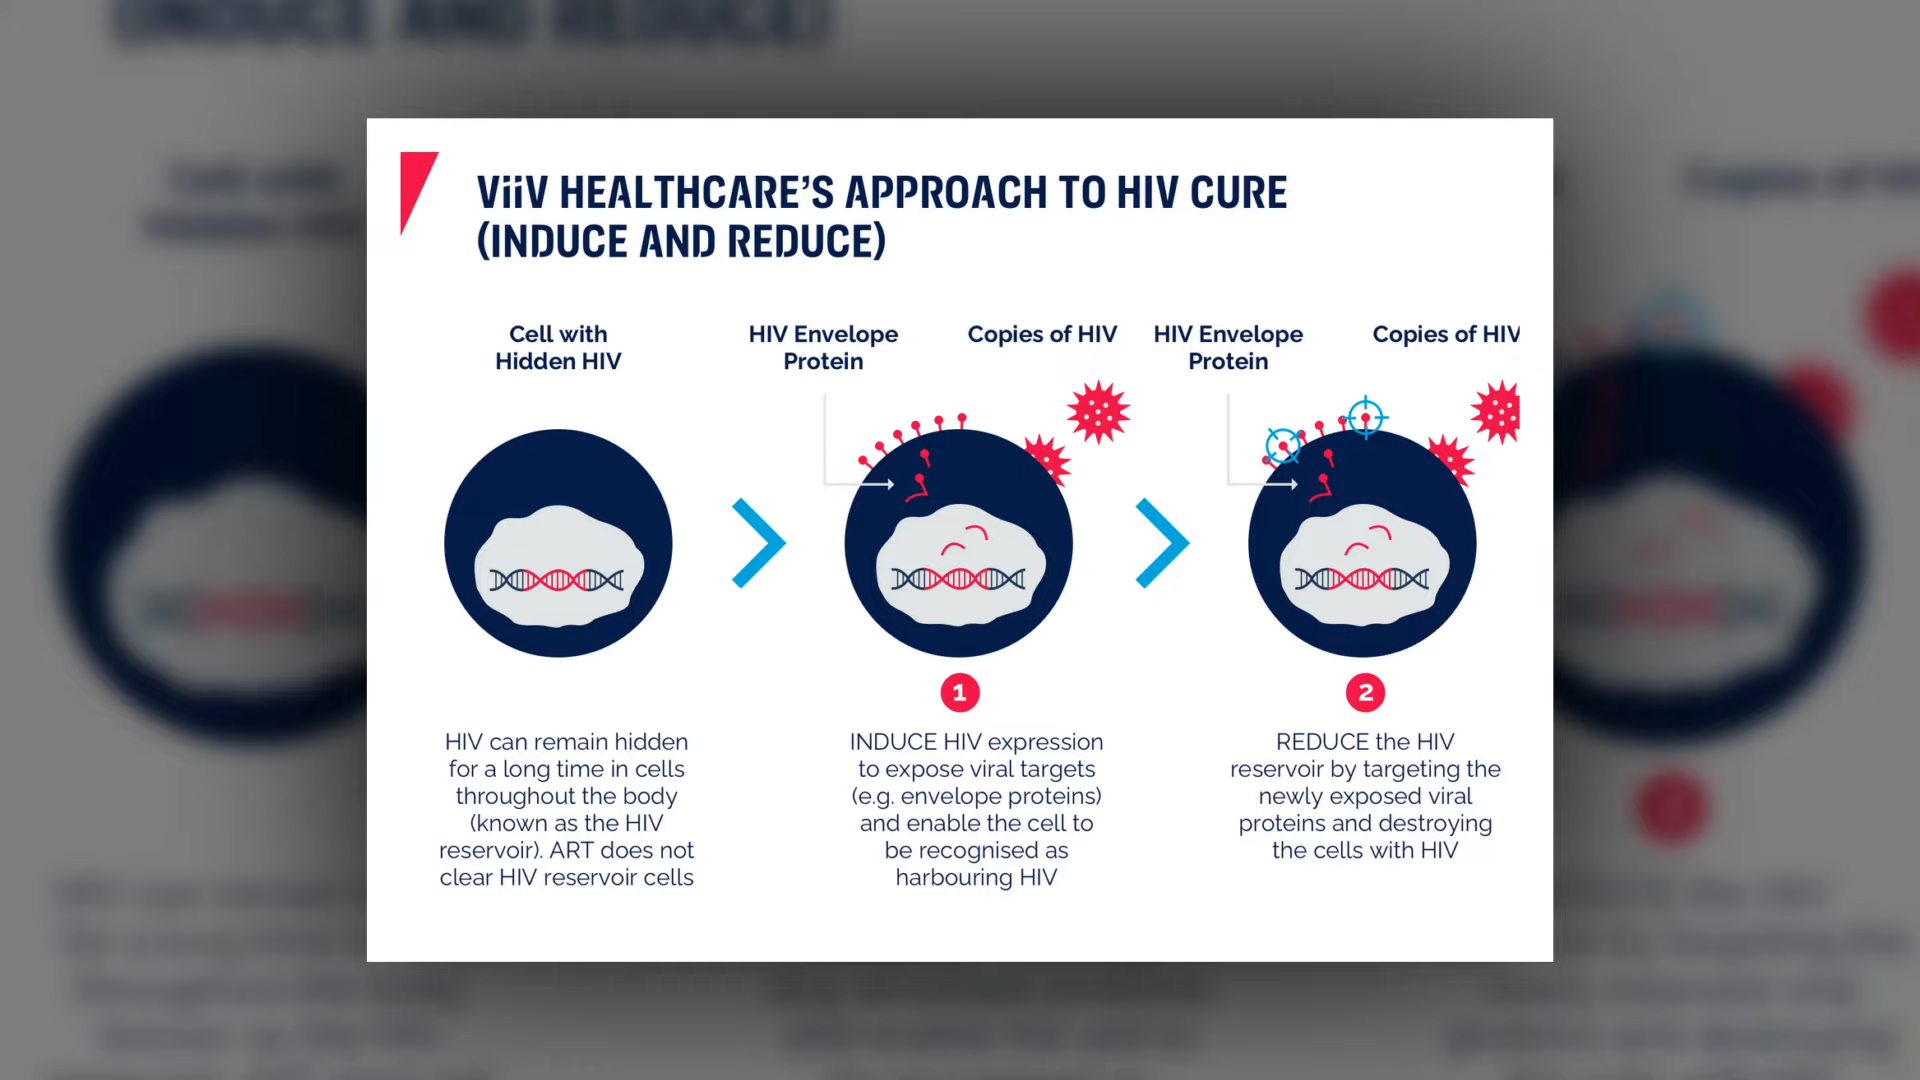 ViiV HEALTHCARE'S APPROACH TO HIV CURE
(INDUCE AND REDUCE)
Cell with
Hidden HIV
HIV Envelope
Protein
Copies of HIV
HIV Envelope
Protein
Copies of HIV
1
2
HIV can remain hidden
for a long time in cells
throughout the body
(known as the HIV
reservoir). ART does not
clear HIV reservoir cells
INDUCE HIV expression
to expose viral targets
(e.g. envelope proteins)
and enable the cell to
be recognised as
harbouring HIV
REDUCE the HIV
reservoir by targeting the
newly exposed viral
proteins and destroying
the cells with HIV